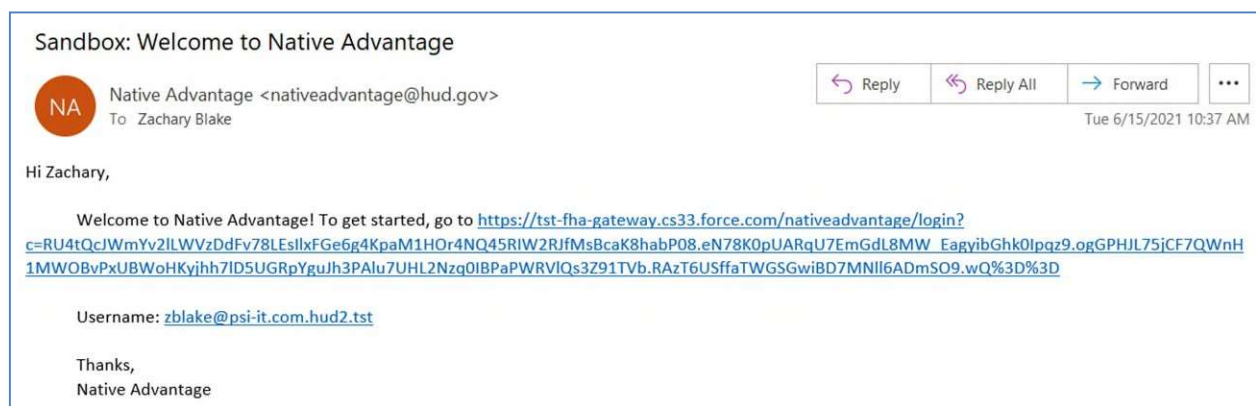 Sandbox: Welcome to Native Advantage
NA
Native Advantage <nativeadvantage@hud.gov>
To Zachary Blake
Reply
Reply All
Forward
...
Tue 6/15/2021 10:37 AM
Hi Zachary,
Welcome to Native Advantage! To get started, go to https://tst-fha-gateway.cs33.force.com/nativeadvantage/login?
c=RU4tQcJWmYv2lLWVzDdFv78LEsIlxFGe6g4KpaM1HOr4NQ45RIW2RJfMsBcaK8habP08.eN78K0pUARqU7EmGdL8MW_EagyibGhk0Ipqz9.ogGPHJL75jCF7QWnH
1MWOBvPxUBWoHKyjhh7lD5UGRpYguJh3PAlu7UHL2Nzq0IBPaPWRVlQs3Z91TVb.RAzT6USffaTWGSGwiBD7MNll6ADmSO9.wQ%3D%3D
Username: zblake@psi-it.com.hud2.tst
Thanks,
Native Advantage